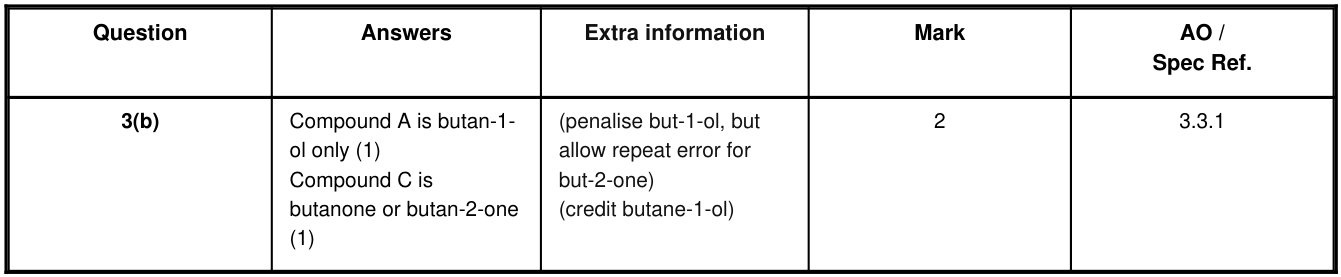 Question
Answers
Extra information
Mark
AO /
Spec Ref.
3(b)
Compound A is butan-1-
ol only (1)
Compound C is
butanone or butan-2-one
(1)
(penalise but-1-ol, but
allow repeat error for
but-2-one)
(credit butane-1-ol)
2
3.3.1